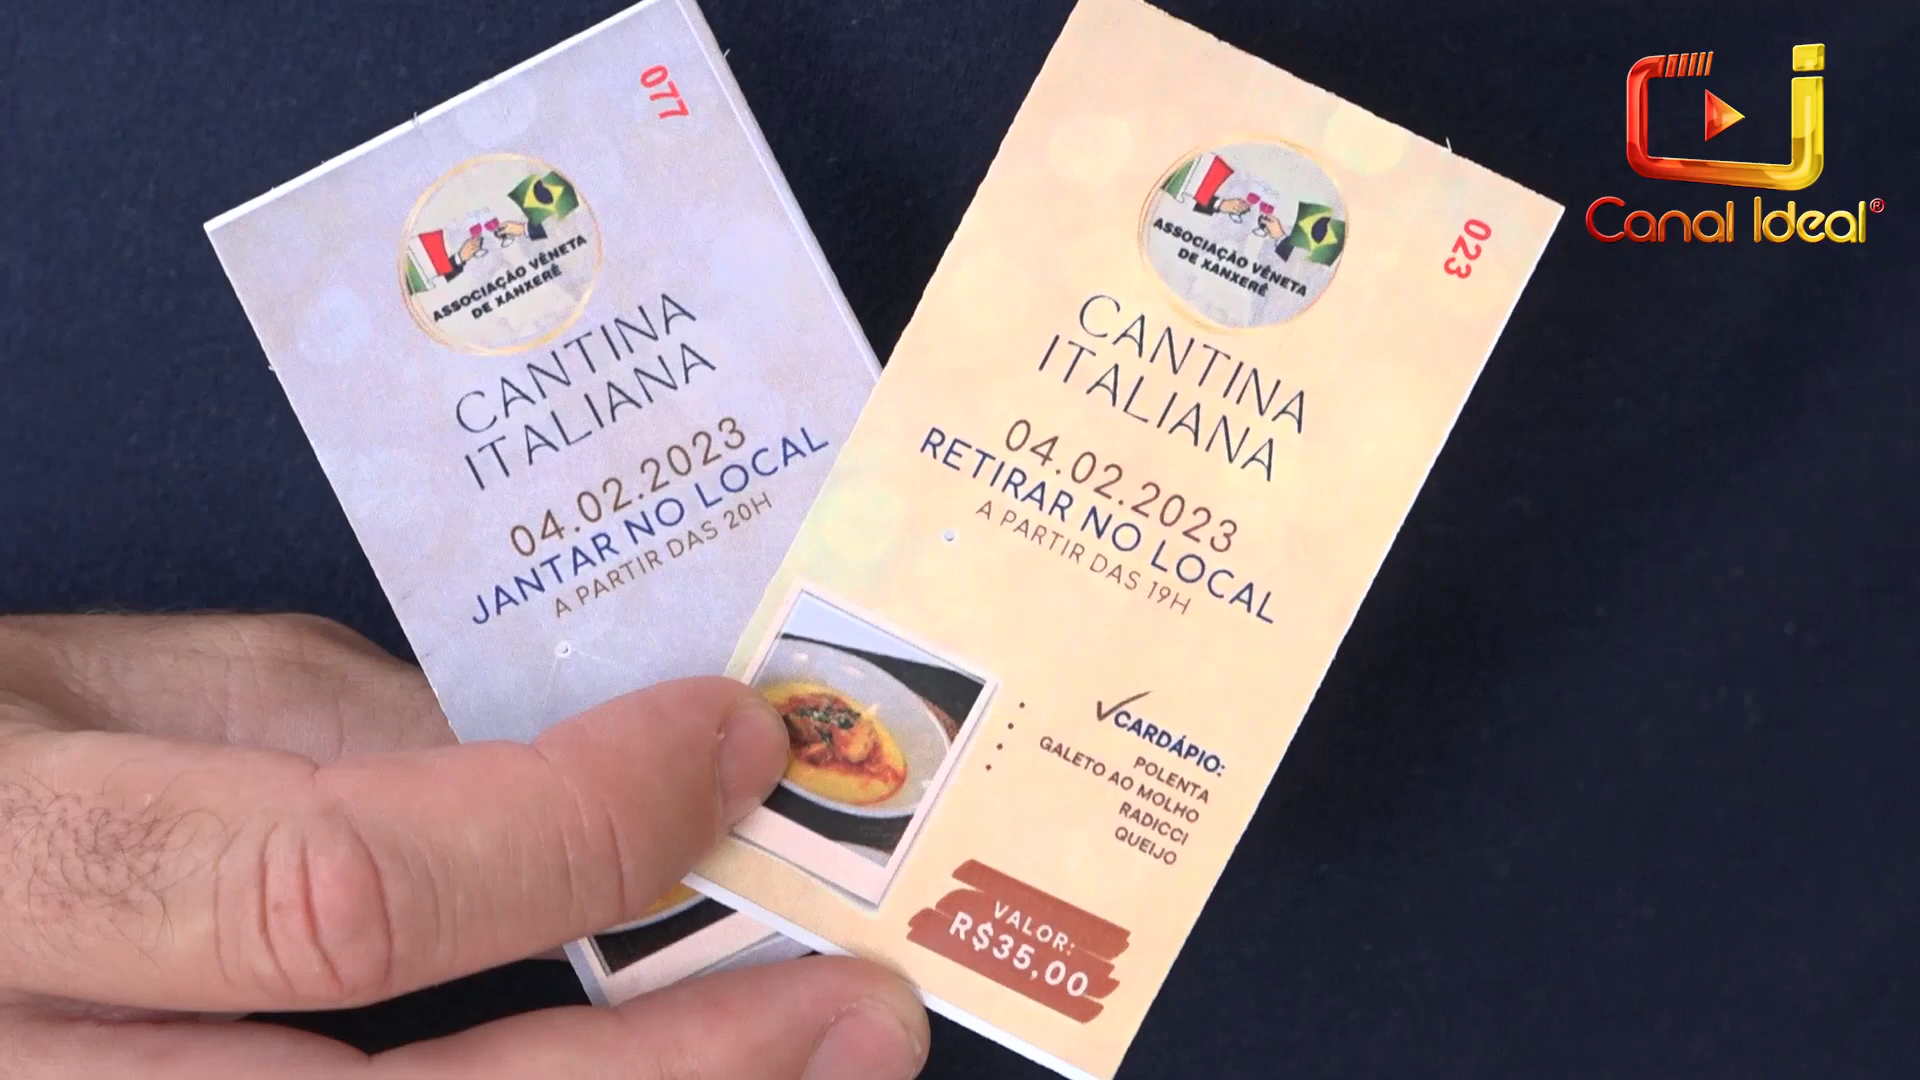 077
ASSOCIAÇÃO VÊNETA
DE XANXERÊ
CANTINA
ITALIANA
04.02.2023
JANTAR NO LOCAL
A PARTIR DAS 20H
023
ASSOCIAÇÃO VÊNETA
DE XANXERÊ
CANTINA
ITALIANA
04.02.2023
RETIRAR NO LOCAL
A PARTIR DAS 19H
CARDÁPIO:
POLENTA
GALETO AO MOLHO
RADICCI
QUEIJO
VALOR:
R$35,00
Canal Ideal®